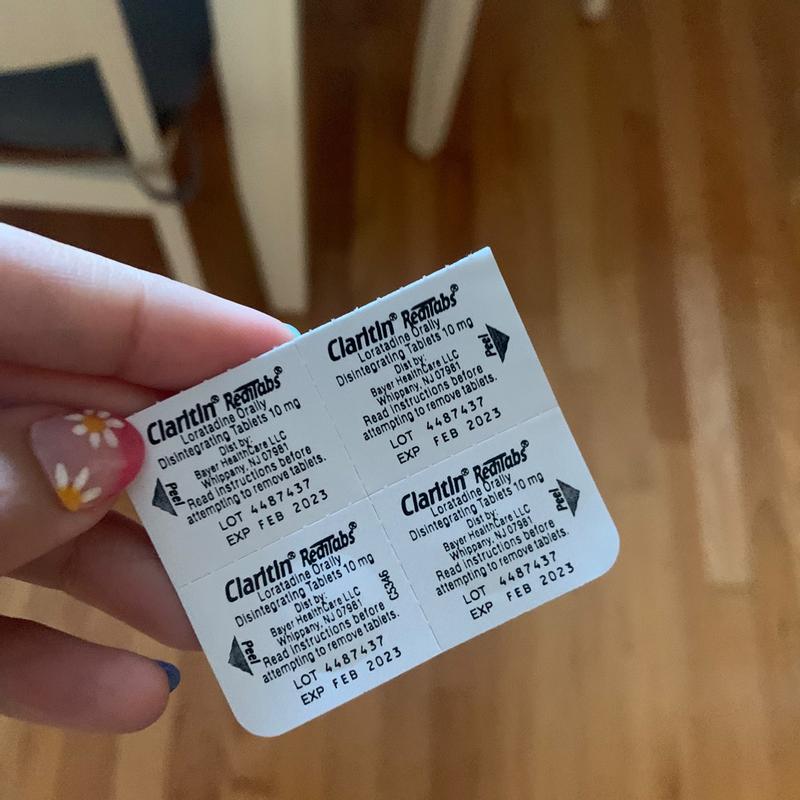 Claritin® RediTabs®
Loratadine Orally
Disintegrating Tablets 10 mg
Dist by:
Bayer HealthCare LLC
Whippany, NJ 07981
Read instructions before
attempting to remove tablets.
LOT 4487437
EXP FEB 2023
Peel
Claritin® RediTabs®
Loratadine Orally
Disintegrating Tablets 10 mg
Dist by:
Bayer HealthCare LLC
Whippany, NJ 07981
Read instructions before
attempting to remove tablets.
LOT 4487437
EXP FEB 2023
Peel
Claritin® RediTabs®
Loratadine Orally
Disintegrating Tablets 10 mg
Dist by:
Bayer HealthCare LLC
Whippany, NJ 07981
Read instructions before
attempting to remove tablets.
LOT 4487437
EXP FEB 2023
Peel
CS346
Claritin® RediTabs®
Loratadine Orally
Disintegrating Tablets 10 mg
Dist by:
Bayer HealthCare LLC
Whippany, NJ 07981
Read instructions before
attempting to remove tablets.
LOT 4487437
EXP FEB 2023
Peel